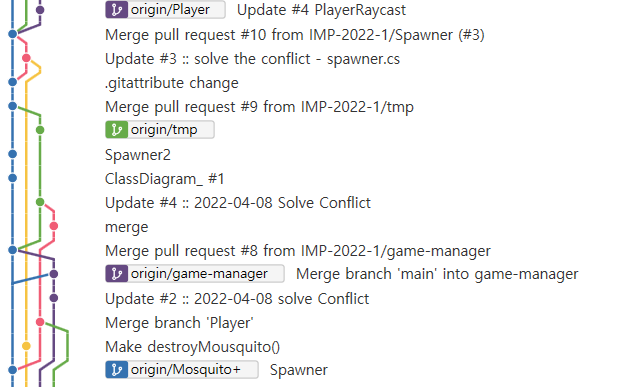 origin/Player Update #4 PlayerRaycast
Merge pull request #10 from IMP-2022-1/Spawner (#3)
Update #3 :: solve the conflict - spawner.cs
.gitattribute change
Merge pull request #9 from IMP-2022-1/tmp
origin/tmp
Spawner2
ClassDiagram_ #1
Update #4 :: 2022-04-08 Solve Conflict
merge
Merge pull request #8 from IMP-2022-1/game-manager
origin/game-manager Merge branch 'main' into game-manager
Update #2 :: 2022-04-08 solve Conflict
Merge branch 'Player'
Make destroyMousquito()
origin/Mosquito+ Spawner